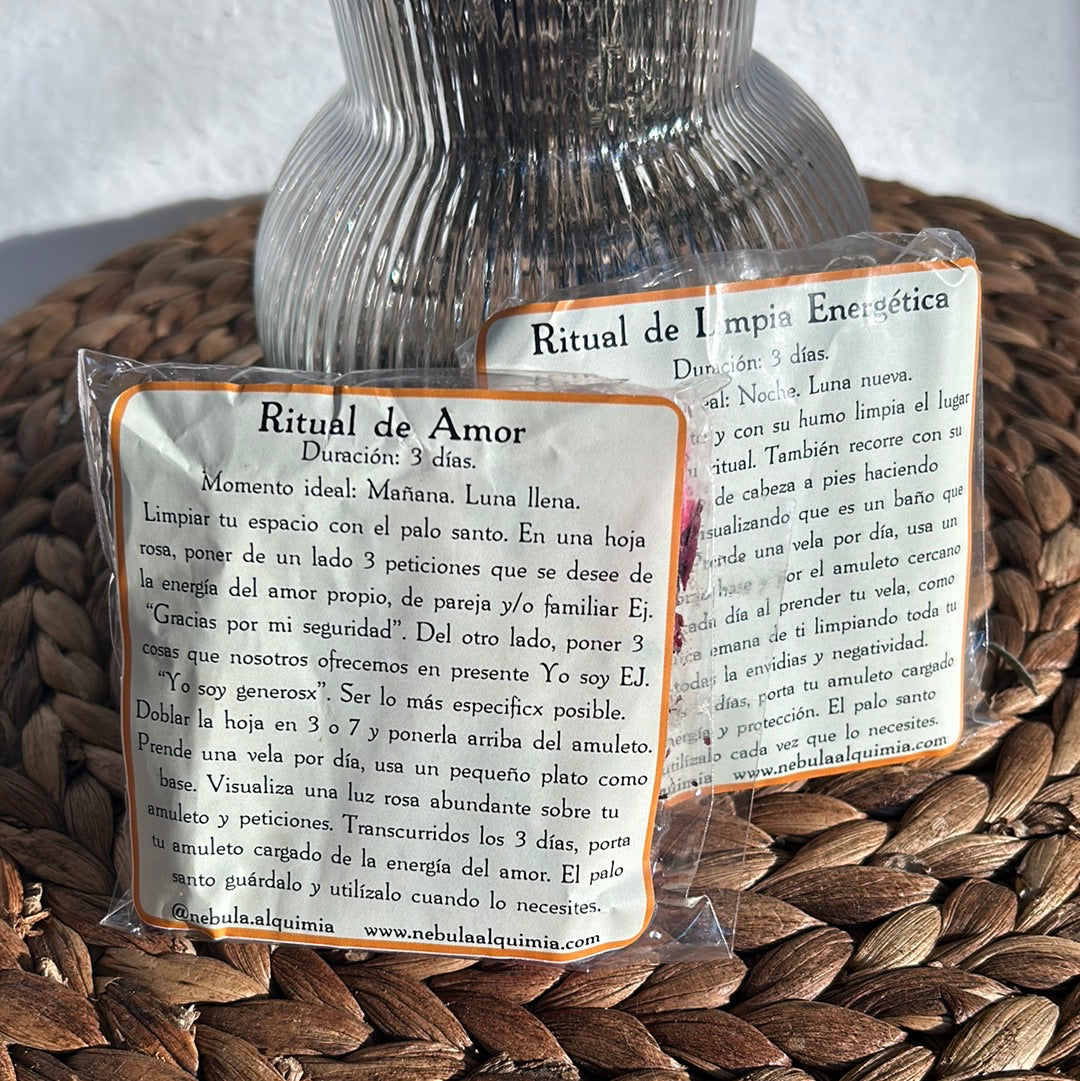 Ritual de Amor
Duración: 3 días.
Momento ideal: Mañana. Luna llena.
Limpiar tu espacio con el palo santo. En una hoja
rosa, poner de un lado 3 peticiones que se desee de
la energía del amor propio, de pareja y/o familiar Ej.
“Gracias por mi seguridad”. Del otro lado, poner 3
cosas que nosotros ofrecemos en presente Yo soy EJ.
“Yo soy generosx”. Ser lo más especificx posible.
Doblar la hoja en 3 o 7 y ponerla arriba del amuleto.
Prende una vela por día, usa un pequeño plato como
base. Visualiza una luz rosa abundante sobre tu
amuleto y peticiones. Transcurridos los 3 días, porta
tu amuleto cargado de la energía del amor. El palo
santo guárdalo y utilízalo cuando lo necesites.
@nebula.alquimia www.nebulaalquimia.com
Ritual de Limpia Energética
Duración: 3 días.
Noche. Luna nueva.
y con su humo limpia el lugar
También recorre con su
de cabeza a pies haciendo
que es un baño que
una vela por día, usa un
base y por el amuleto cercano
día al prender tu vela, como
emana de ti limpiando toda tu
la envidias y negatividad.
días, porta tu amuleto cargado
y protección. El palo santo
utilízalo cada vez que lo necesites.
www.nebulaalquimia.com